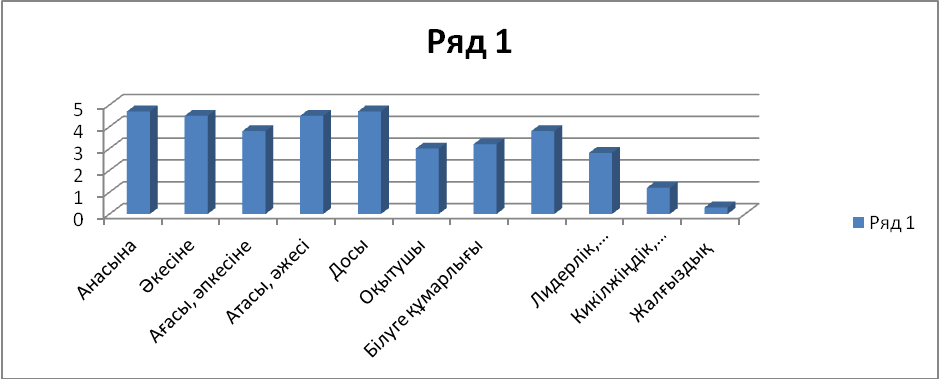 Ряд 1
5
4
3
2
1
0
Анасына
Әкесіне
Ағасы, әпкесіне
Атасы, әжесі
Досы
Оқытушы
Білуге құмарлығы
Лидерлік,...
Кикілжіңдік,...
Жалғыздық
Ряд 1